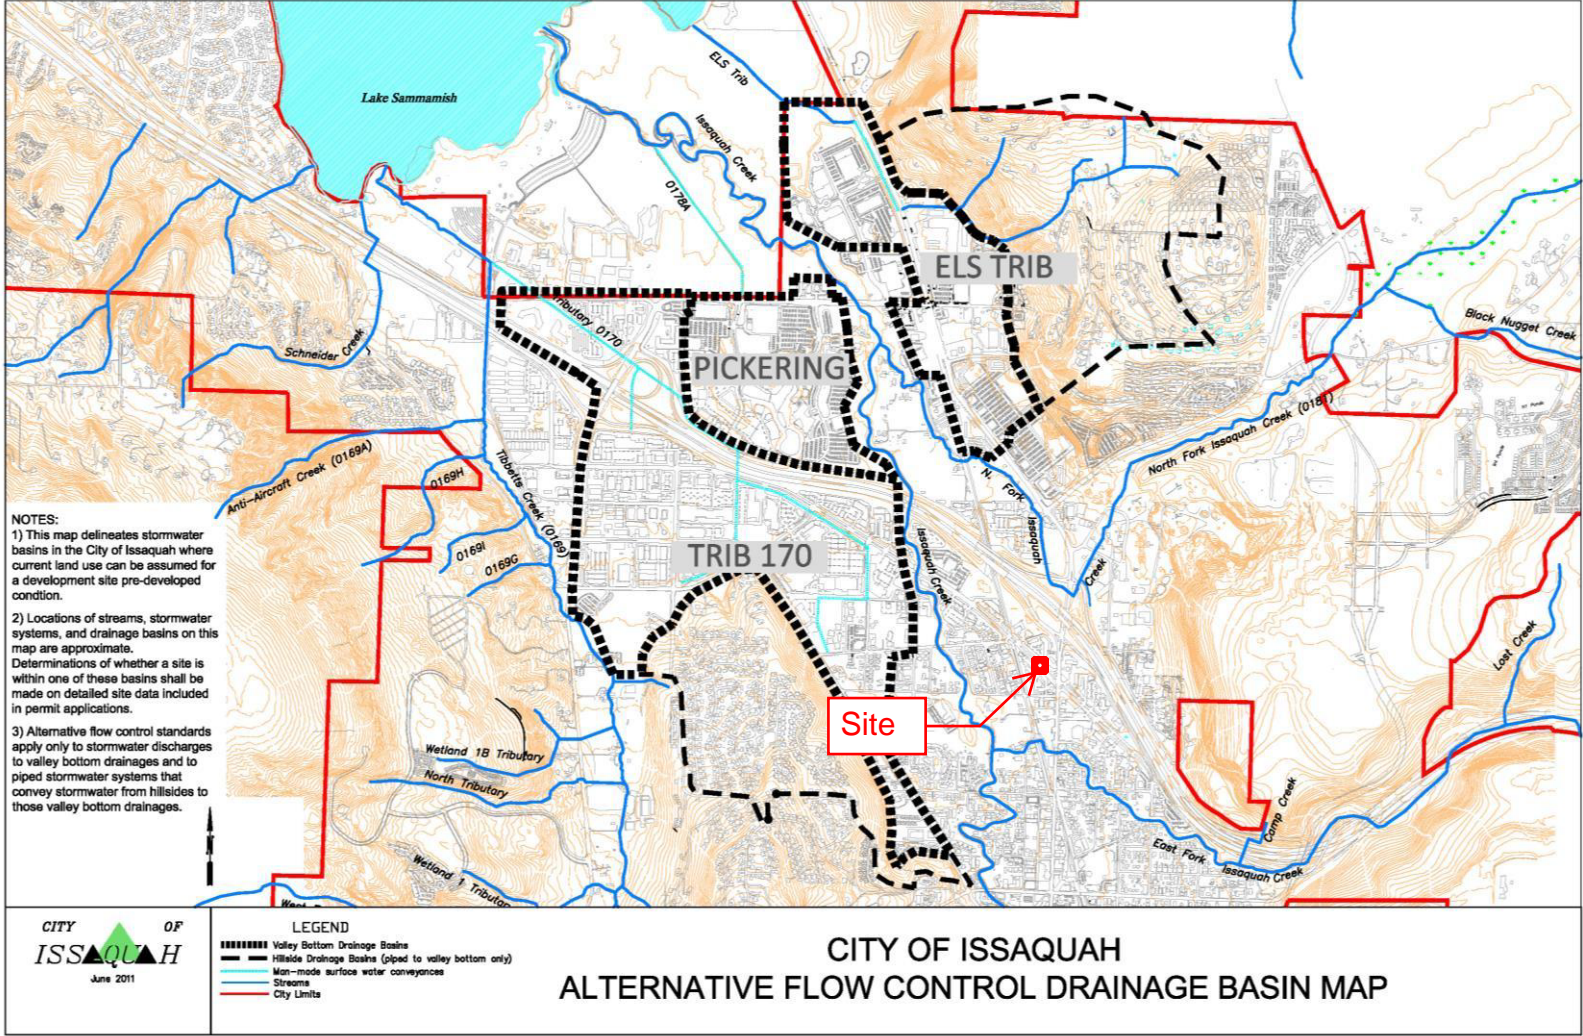 Lake Sammamish
ELS Trib
Issaquah Creek
0178A
ELS TRIB
Tributary 0170
PICKERING
Schneider Creek
Black Nugget Creek
North Fork Issaquah Creek (0181)
Anti-Aircraft Creek (0169A)
0169H
Tibbetts Creek (0169)
N. Fork
Issaquah
Creek
0169I
0169G
TRIB 170
Issaquah Creek
NOTES:
1) This map delineates stormwater
basins in the City of Issaquah where
current land use can be assumed for
a development site pre-developed
condtion.
2) Locations of streams, stormwater
systems, and drainage basins on this
map are approximate.
Determinations of whether a site is
within one of these basins shall be
made on detailed site data included
in permit applications.
3) Alternative flow control standards
apply only to stormwater discharges
to valley bottom drainages and to
piped stormwater systems that
convey stormwater from hillsides to
those valley bottom drainages.
Lost Creek
Site
Wetland 1B Tributary
North Tributary
Wetland 1 Tributary
Camp Creek
East Fork
Issaquah Creek
N
CITY OF
ISSAQUAH
June 2011
LEGEND
Valley Bottom Drainage Basins
Hillside Drainage Basins (piped to valley bottom only)
Man-made surface water conveyances
Streams
City Limits
CITY OF ISSAQUAH
ALTERNATIVE FLOW CONTROL DRAINAGE BASIN MAP